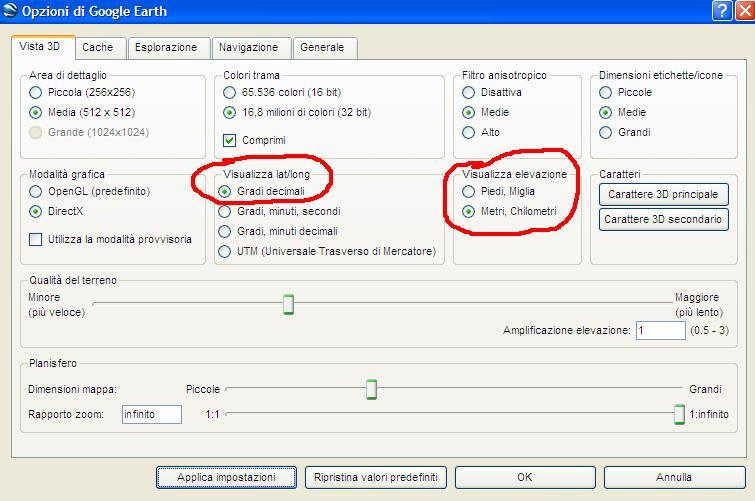 Opzioni di Google Earth
Vista 3D Cache Esplorazione Navigazione Generale
Area di dettaglio
Piccola (256x256)
Media (512 x 512)
Grande (1024x1024)
Colori trama
65.536 colori (16 bit)
16,8 milioni di colori (32 bit)
Comprimi
Filtro anisotropico
Disattiva
Medie
Alto
Dimensioni etichette/icone
Piccole
Medie
Grandi
Modalità grafica
OpenGL (predefinito)
DirectX
Utilizza la modalità provvisoria
Visualizza lat/long
Gradi decimali
Gradi, minuti, secondi
Gradi, minuti decimali
UTM (Universale Trasverso di Mercatore)
Visualizza elevazione
Piedi, Miglia
Metri, Chilometri
Caratteri
Carattere 3D principale
Carattere 3D secondario
Qualità del terreno
Minore
(più veloce)
Maggiore
(più lento)
Amplificazione elevazione: 1 (0.5 - 3)
Planisfero
Dimensioni mappa: Piccole Grandi
Rapporto zoom: infinito 1:1 1:infinito
Applica impostazioni Ripristina valori predefiniti OK Annulla